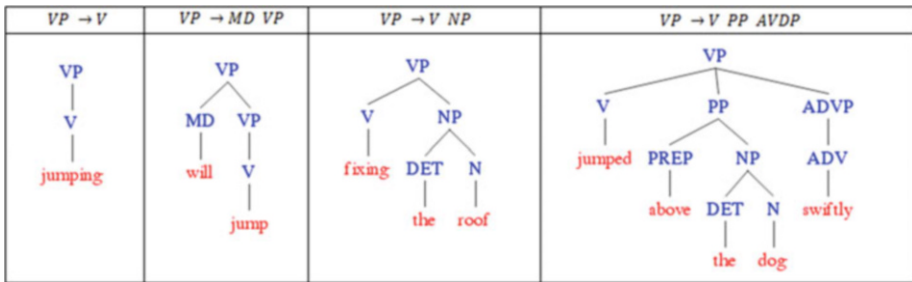 VP → V
VP → MD VP
VP → V NP
VP → V PP AVDP
VP
V
jumping
VP
MD VP
will V
jump
VP
V NP
fixing DET N
the roof
VP
V PP ADVP
jumped PREP NP ADV
above DET N swiftly
the dog